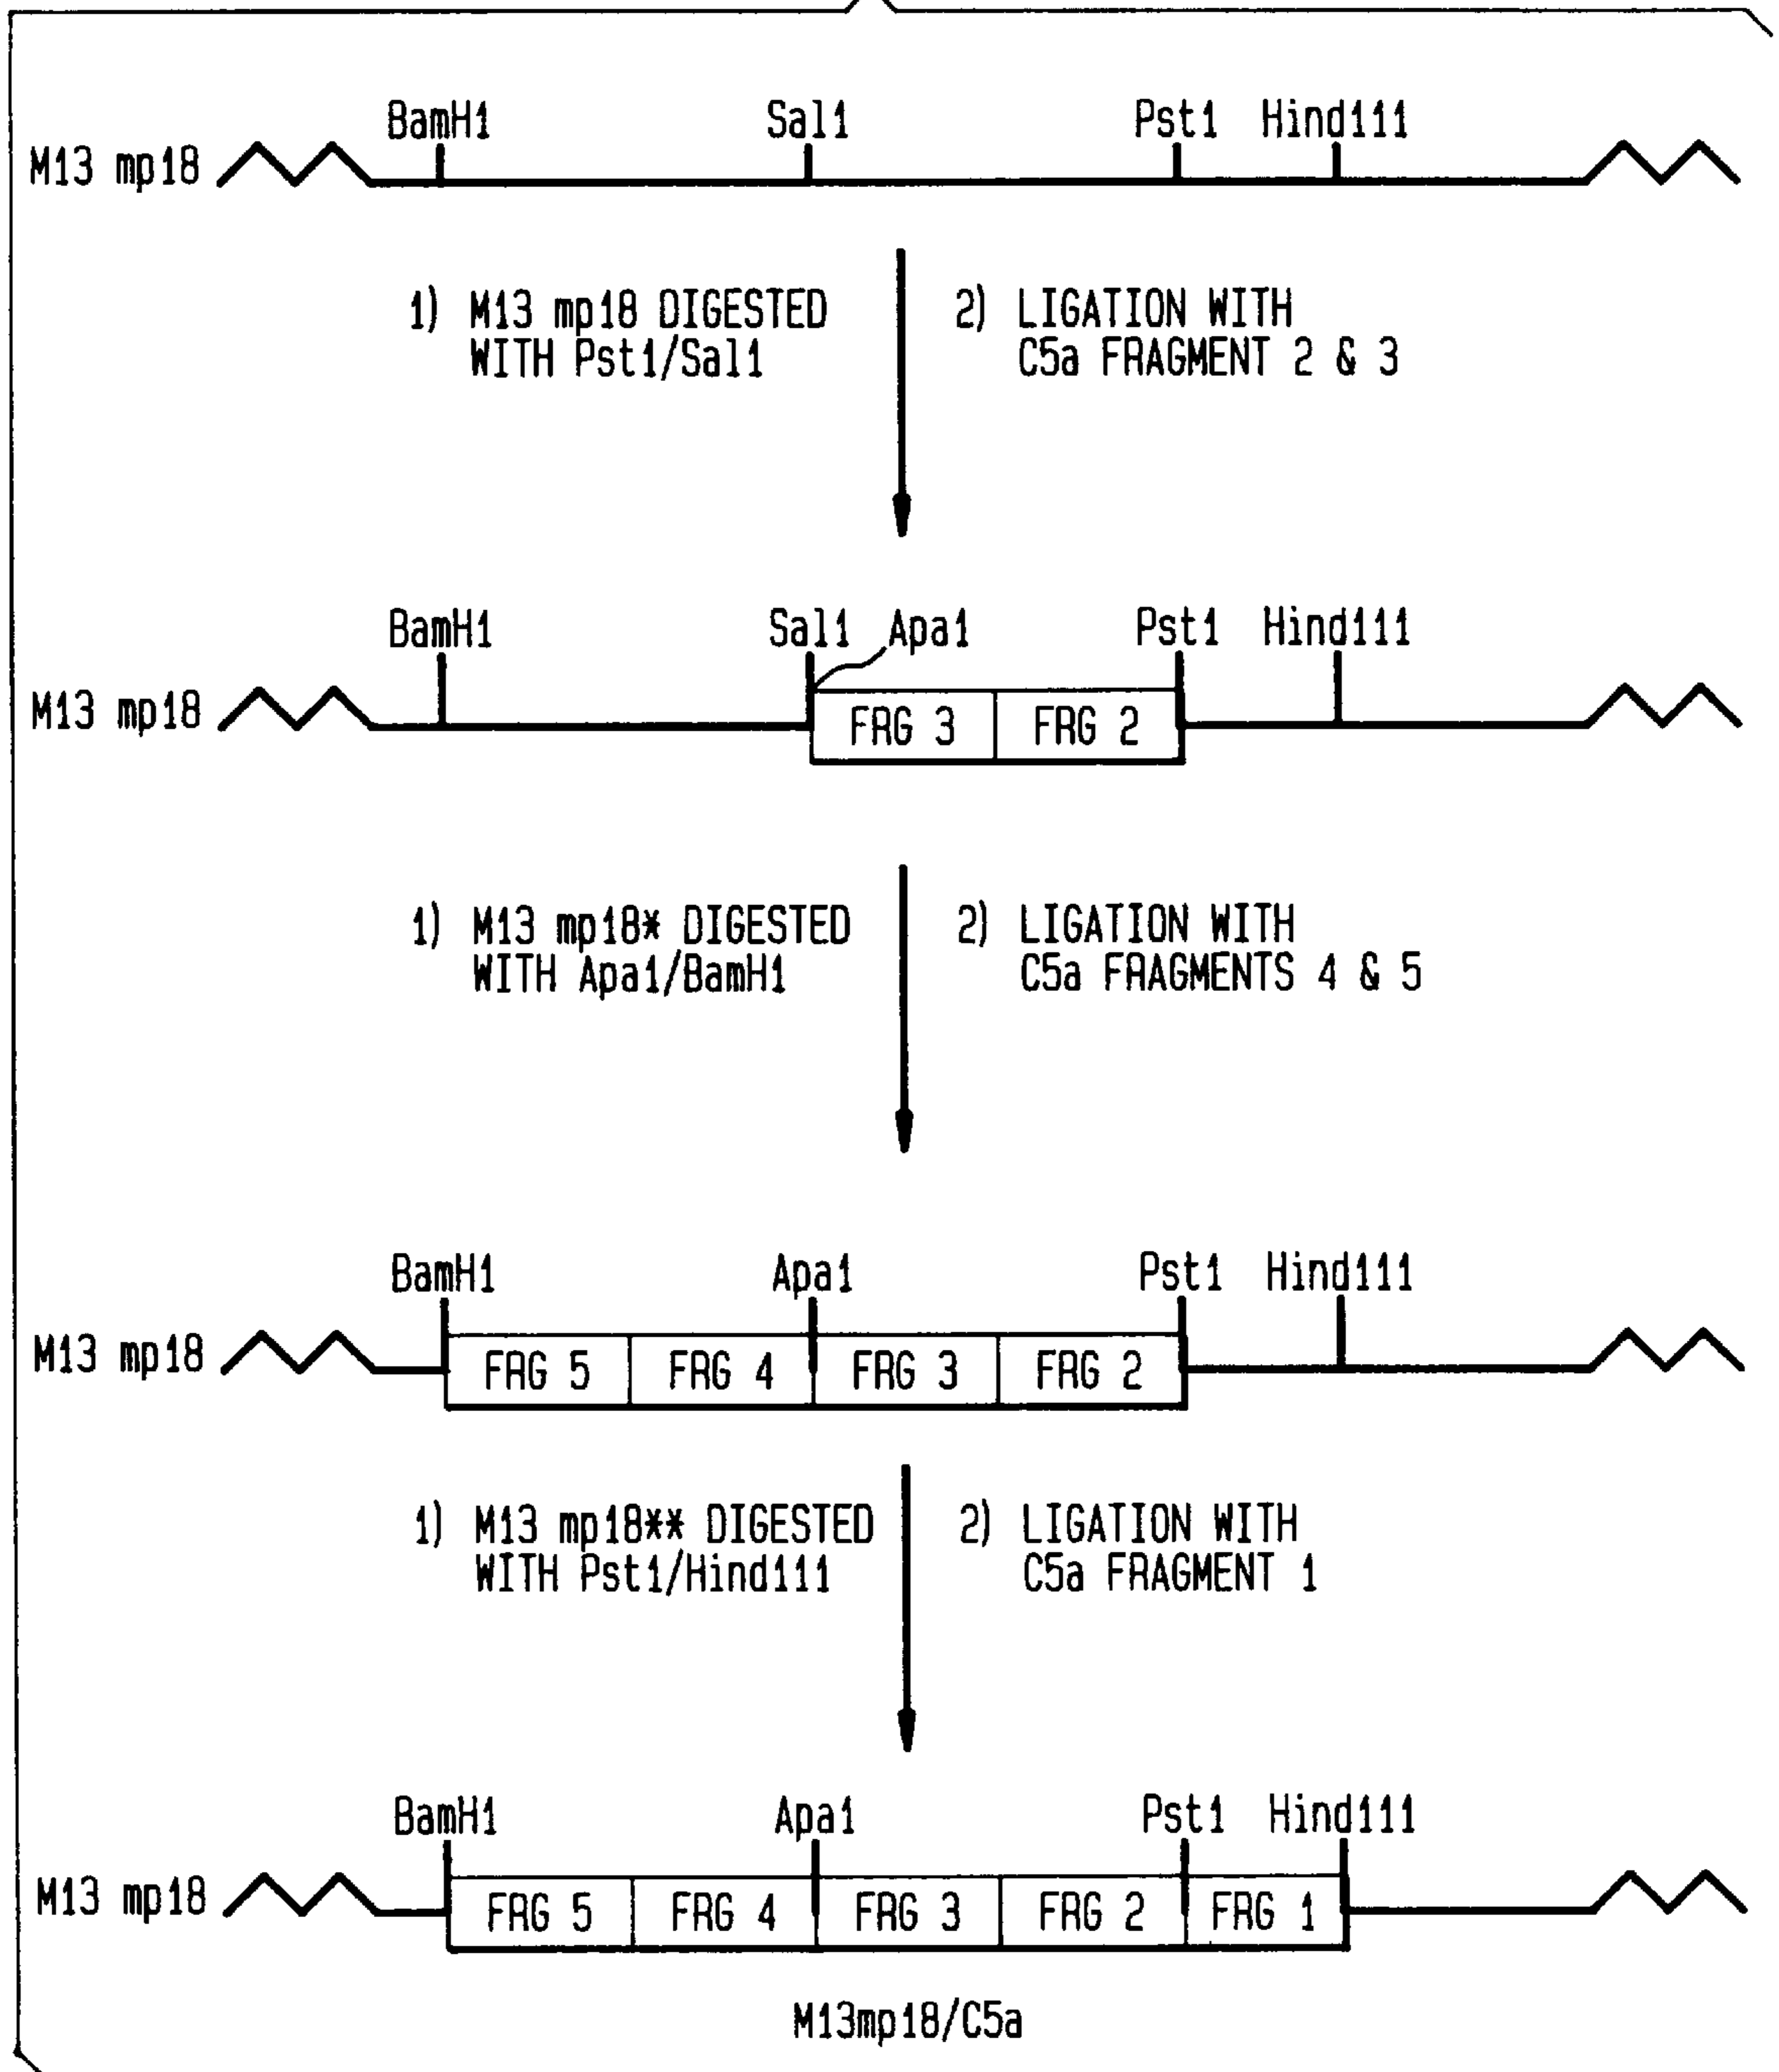 BamH1 Sal1 Pst1 Hind111
M13 mp18
1) M13 mp18 DIGESTED
WITH Pst1/Sal1
2) LIGATION WITH
C5a FRAGMENT 2 & 3
BamH1 Sal1 Apa1 Pst1 Hind111
M13 mp18
FRG 3 FRG 2
1) M13 mp18* DIGESTED
WITH Apa1/BamH1
2) LIGATION WITH
C5a FRAGMENTS 4 & 5
BamH1 Apa1 Pst1 Hind111
M13 mp18
FRG 5 FRG 4 FRG 3 FRG 2
1) M13 mp18** DIGESTED
WITH Pst1/Hind111
2) LIGATION WITH
C5a FRAGMENT 1
BamH1 Apa1 Pst1 Hind111
M13 mp18
FRG 5 FRG 4 FRG 3 FRG 2 FRG 1
M13mp18/C5a